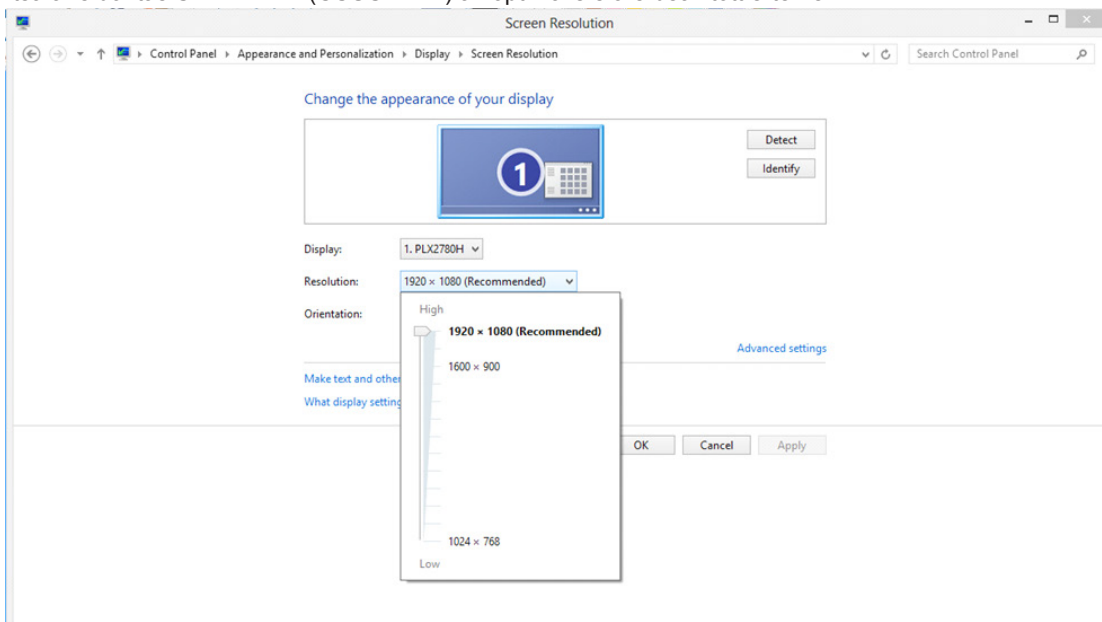 Screen Resolution
Control Panel Appearance and Personalization Display Screen Resolution
Search Control Panel
Change the appearance of your display
1
Detect
Identify
Display:
1. PLX2780H
Resolution:
1920 × 1080 (Recommended)
Orientation:
High
1920 × 1080 (Recommended)
1600 × 900
1024 × 768
Low
Advanced settings
Make text and other
What display setting
OK
Cancel
Apply